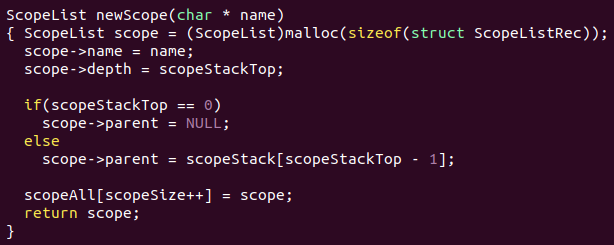 ScopeList newScope(char * name)
{ ScopeList scope = (ScopeList)malloc(sizeof(struct ScopeListRec));
  scope->name = name;
  scope->depth = scopeStackTop;

  if(scopeStackTop == 0)
    scope->parent = NULL;
  else
    scope->parent = scopeStack[scopeStackTop - 1];

  scopeAll[scopeSize++] = scope;
  return scope;
}